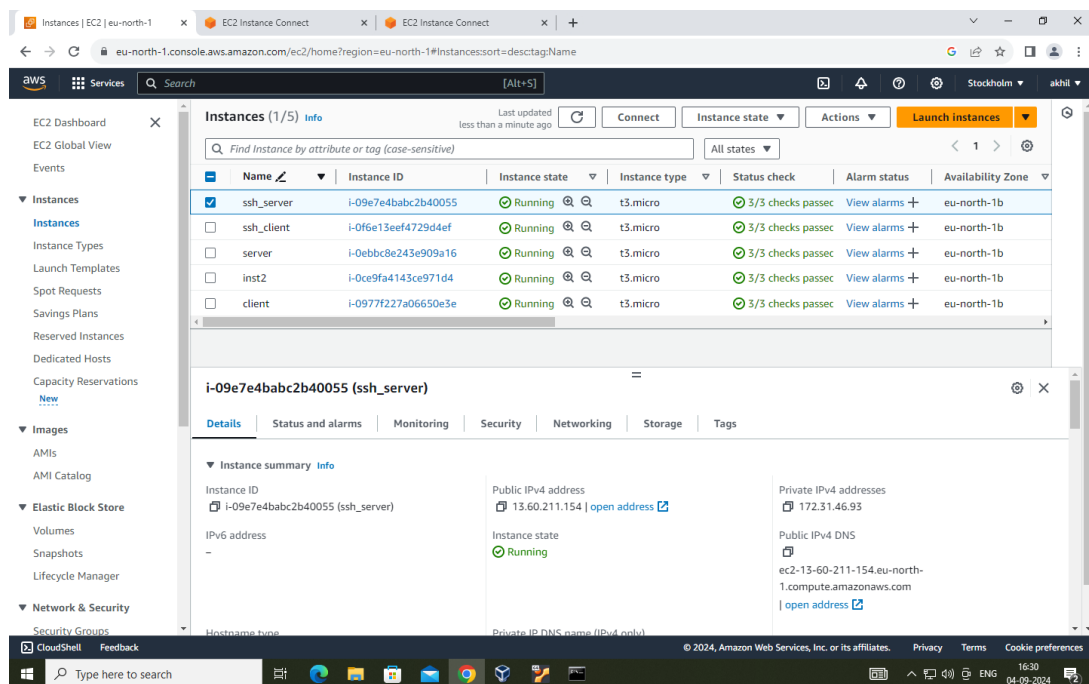 Instances | EC2 | eu-north-1
EC2 Instance Connect
EC2 Instance Connect
eu-north-1.console.aws.amazon.com/ec2/home?region=eu-north-1#Instances:sort=desc:tag:Name
aws Services Search [Alt+S] Stockholm akhil
EC2 Dashboard
EC2 Global View
Events
Instances
Instances
Instance Types
Launch Templates
Spot Requests
Savings Plans
Reserved Instances
Dedicated Hosts
Capacity Reservations
New
Images
AMIs
AMI Catalog
Elastic Block Store
Volumes
Snapshots
Lifecycle Manager
Network & Security
Security Groups
Instances (1/5) Info
Last updated
less than a minute ago
Connect Instance state Actions Launch instances
Find Instance by attribute or tag (case-sensitive) All states 1
Name Instance ID Instance state Instance type Status check Alarm status Availability Zone
ssh_server i-09e7e4babc2b40055 Running t3.micro 3/3 checks passec View alarms + eu-north-1b
ssh_client i-0f6e13eef4729d4ef Running t3.micro 3/3 checks passec View alarms + eu-north-1b
server i-0ebbc8e243e909a16 Running t3.micro 3/3 checks passec View alarms + eu-north-1b
inst2 i-0ce9fa4143ce971d4 Running t3.micro 3/3 checks passec View alarms + eu-north-1b
client i-0977f227a06650e3e Running t3.micro 3/3 checks passec View alarms + eu-north-1b
i-09e7e4babc2b40055 (ssh_server)
Details Status and alarms Monitoring Security Networking Storage Tags
Instance summary Info
Instance ID
i-09e7e4babc2b40055 (ssh_server)
IPv6 address
–
Hostname type
Public IPv4 address
13.60.211.154 | open address
Instance state
Running
Private IP DNS name (IPv4 only)
Private IPv4 addresses
172.31.46.93
Public IPv4 DNS
ec2-13-60-211-154.eu-north-
1.compute.amazonaws.com
| open address
CloudShell Feedback © 2024, Amazon Web Services, Inc. or its affiliates. Privacy Terms Cookie preferences
Type here to search ENG 16:30
04-09-2024